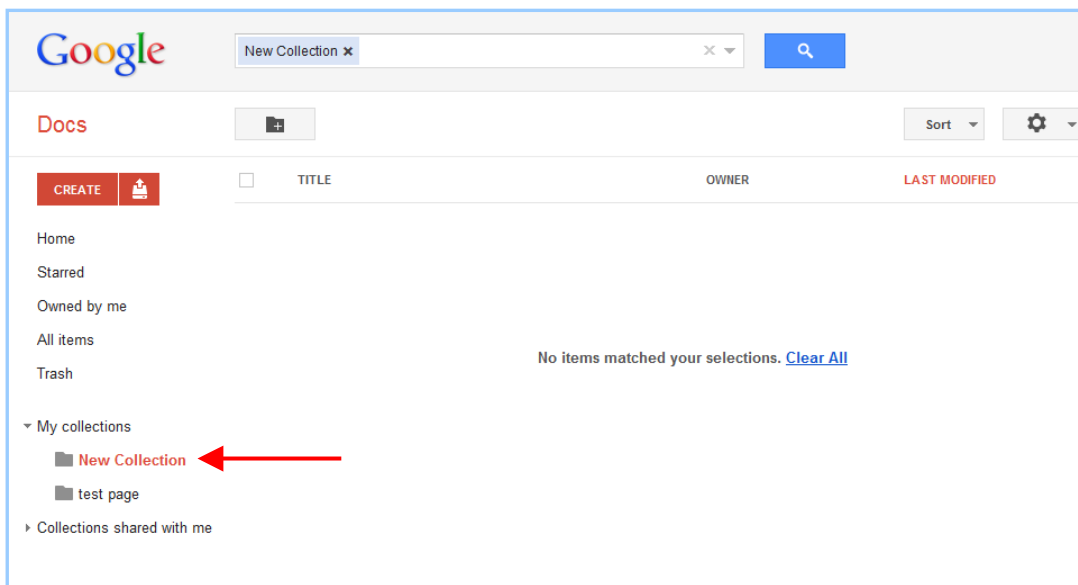 Google
New Collection ×
Docs
Sort
CREATE
TITLE OWNER LAST MODIFIED
Home
Starred
Owned by me
All items
Trash
No items matched your selections. Clear All
My collections
New Collection
test page
Collections shared with me